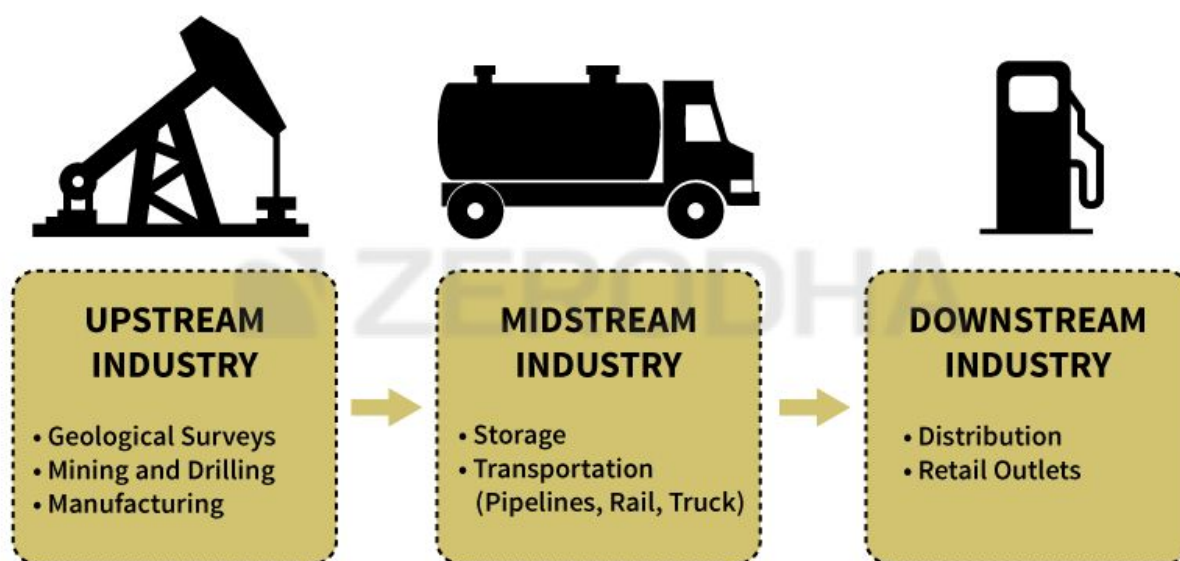 ZERODHA
UPSTREAM
INDUSTRY
• Geological Surveys
• Mining and Drilling
• Manufacturing
MIDSTREAM
INDUSTRY
• Storage
• Transportation
(Pipelines, Rail, Truck)
DOWNSTREAM
INDUSTRY
• Distribution
• Retail Outlets